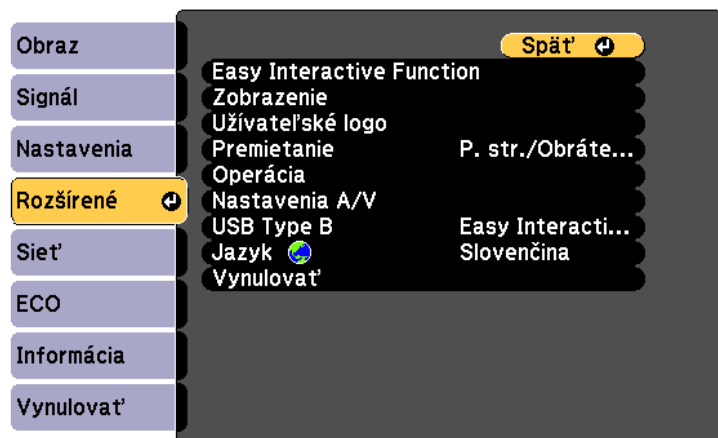 Obraz
Signál
Nastavenia
Rozšírené
Sieť
ECO
Informácia
Vynulovať
Späť
Easy Interactive Function
Zobrazenie
Užívateľské logo
Premietanie P. str./Obráte...
Operácia
Nastavenia A/V
USB Type B Easy Interacti...
Jazyk Slovenčina
Vynulovať